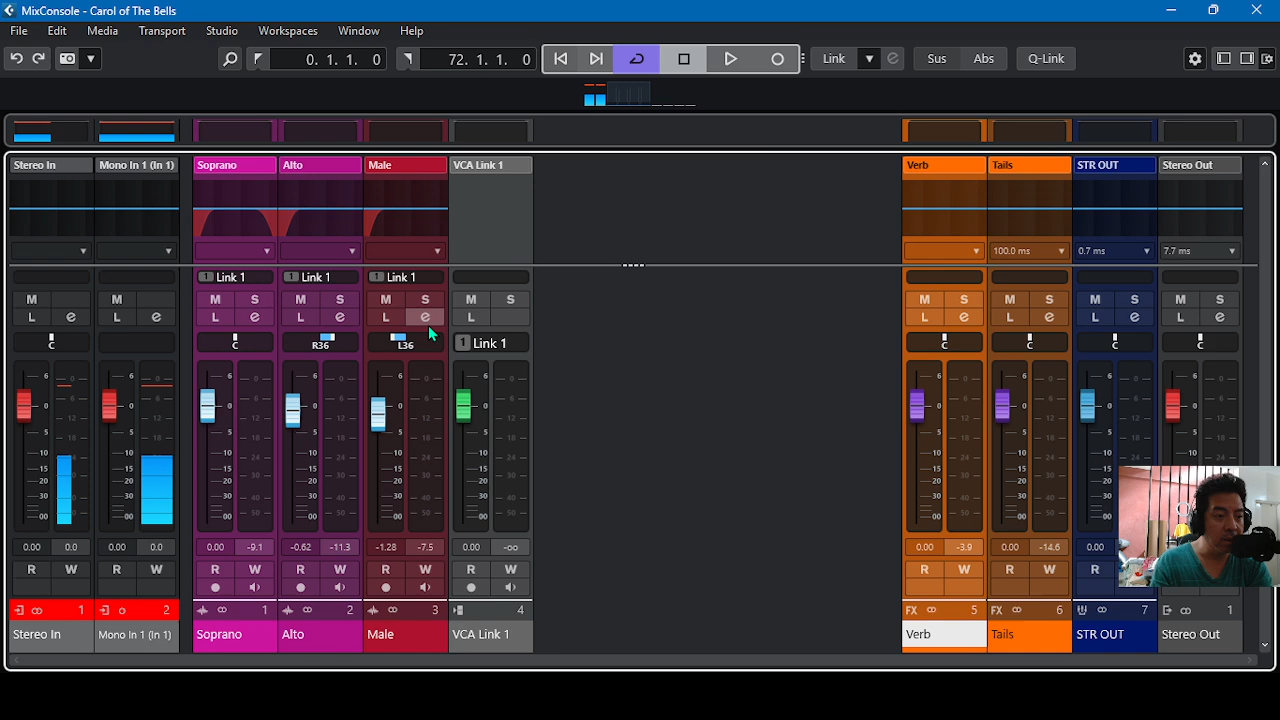 MixConsole - Carol of The Bells
File Edit Media Transport Studio Workspaces Window Help
0. 1. 1. 0 72. 1. 1. 0 Link Sus Abs Q-Link
Stereo In Mono In 1 (In 1) Soprano Alto Male VCA Link 1 Verb Tails STR OUT Stereo Out
100.0 ms 0.7 ms 7.7 ms
1 Link 1 1 Link 1 1 Link 1
M M M S M S M S M S M S M S M S M S
L e L e L e L e L e L L e L e L e L e
C C R36 L36 1 Link 1 C C C C
0.00 0.0 0.00 0.0 0.00 -9.1 -0.62 -11.3 -1.28 -7.5 0.00 -oo 0.00 -3.9 0.00 -14.6 0.00
R W R W R W R W R W R W R W R W R
1 2 1 2 3 4 FX 5 FX 6 7 1
Stereo In Mono In 1 (In 1) Soprano Alto Male VCA Link 1 Verb Tails STR OUT Stereo Out